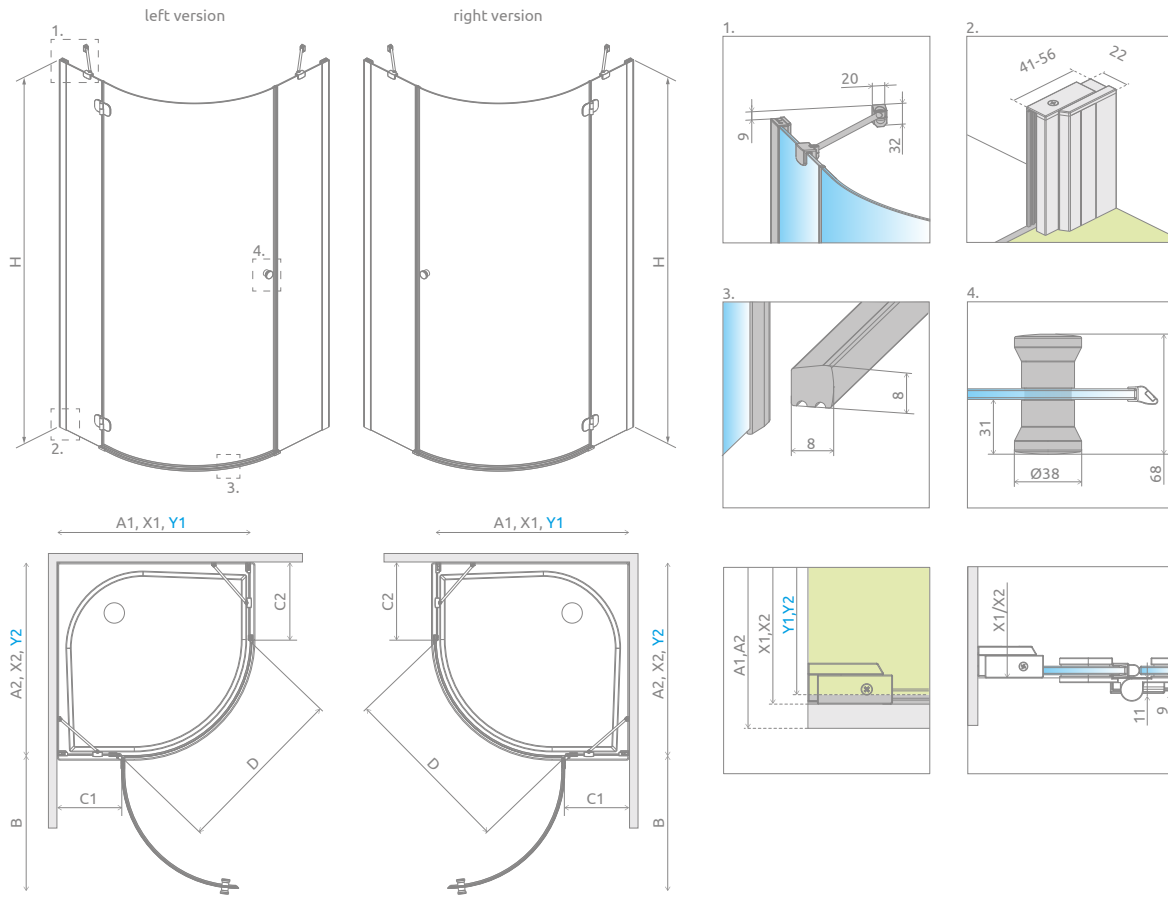 left version
right version
1.
H
4.
2.
3.
H
1.
20
9
32
2.
41-56
22
3.
8
8
4.
31
Ø38
68
A1, X1, Y1
A2, X2, Y2
C2
D
C1
B
A1, X1, Y1
C2
A2, X2, Y2
D
C1
B
A1,A2
X1,X2
Y1,Y2
X1/X2
11
9